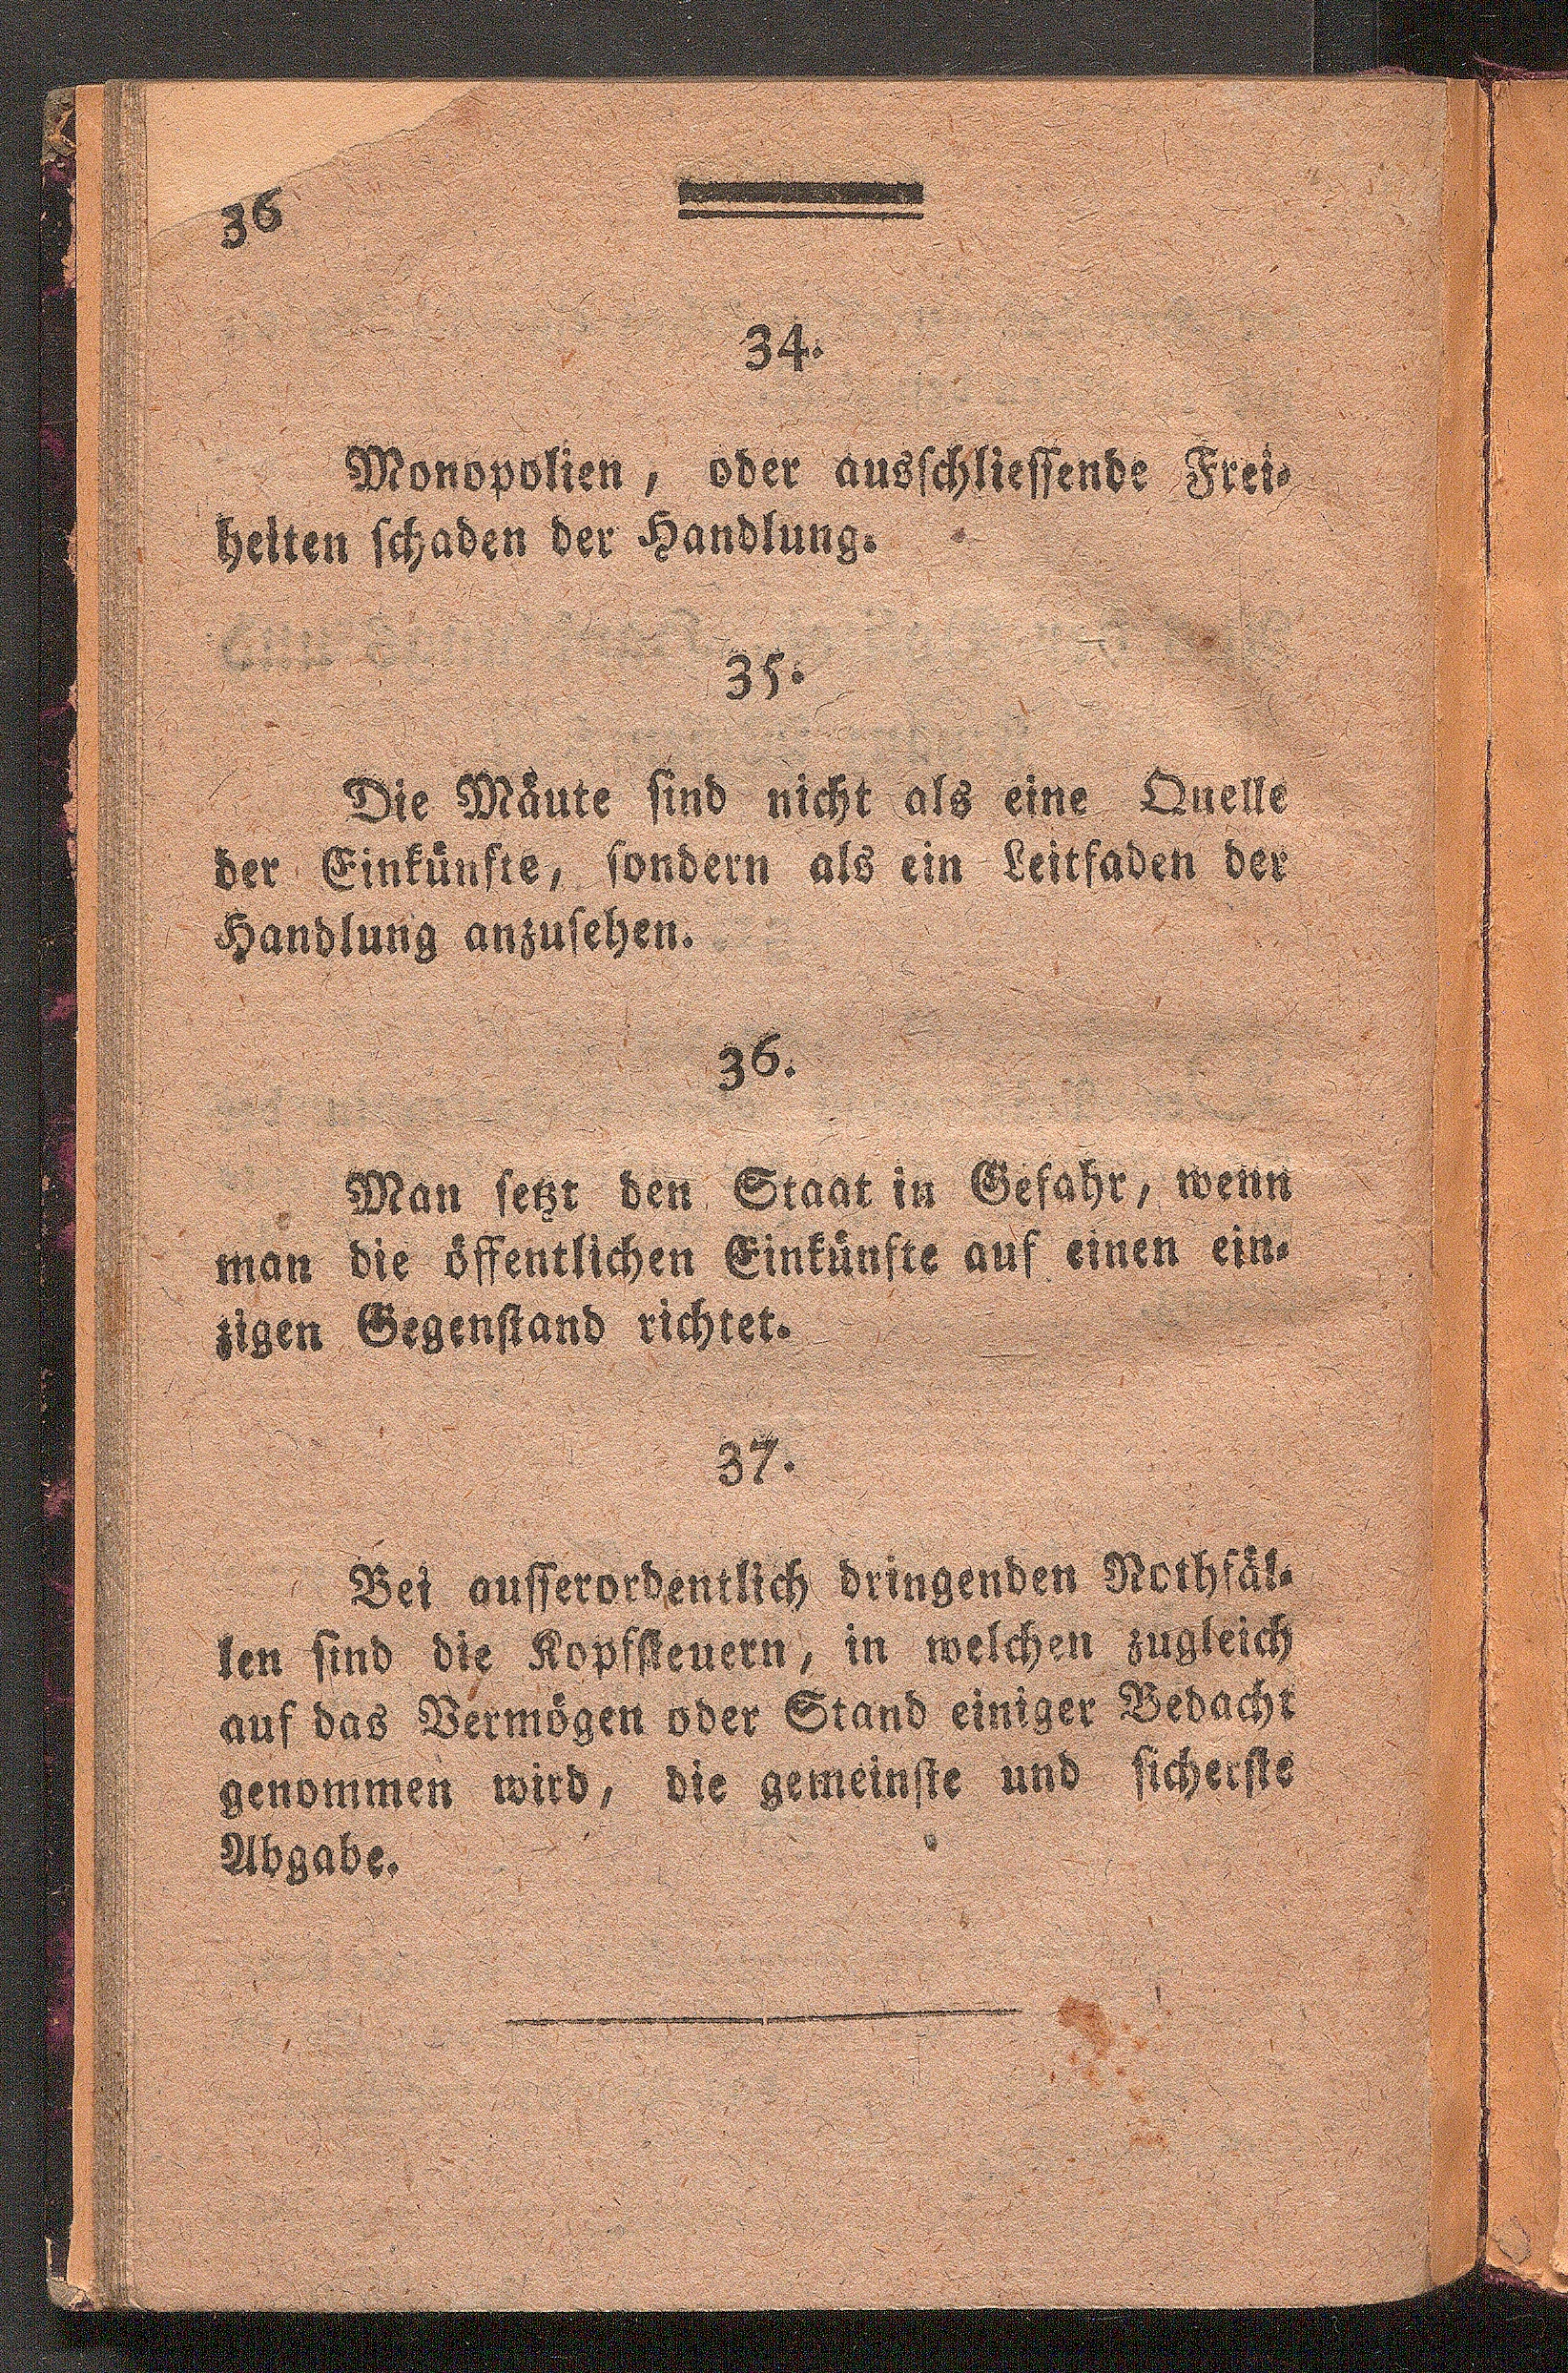 36
34.
Monopolien, oder ausschliessende Frei-
heiten schaden der Handlung.
35.
Die Mäute sind nicht als eine Quelle
der Einkünfte, sondern als ein Leitfaden der
Handlung anzusehen.
36.
Man setzt den Staat in Gefahr, wenn
man die öffentlichen Einkünfte auf einen ein-
zigen Gegenstand richtet.
37.
Bei ausserordentlich dringenden Nothfäl-
len sind die Kopfsteuern, in welchen zugleich
auf das Vermögen oder Stand einiger Bedacht
genommen wird, die gemeinste und sicherste
Abgabe.